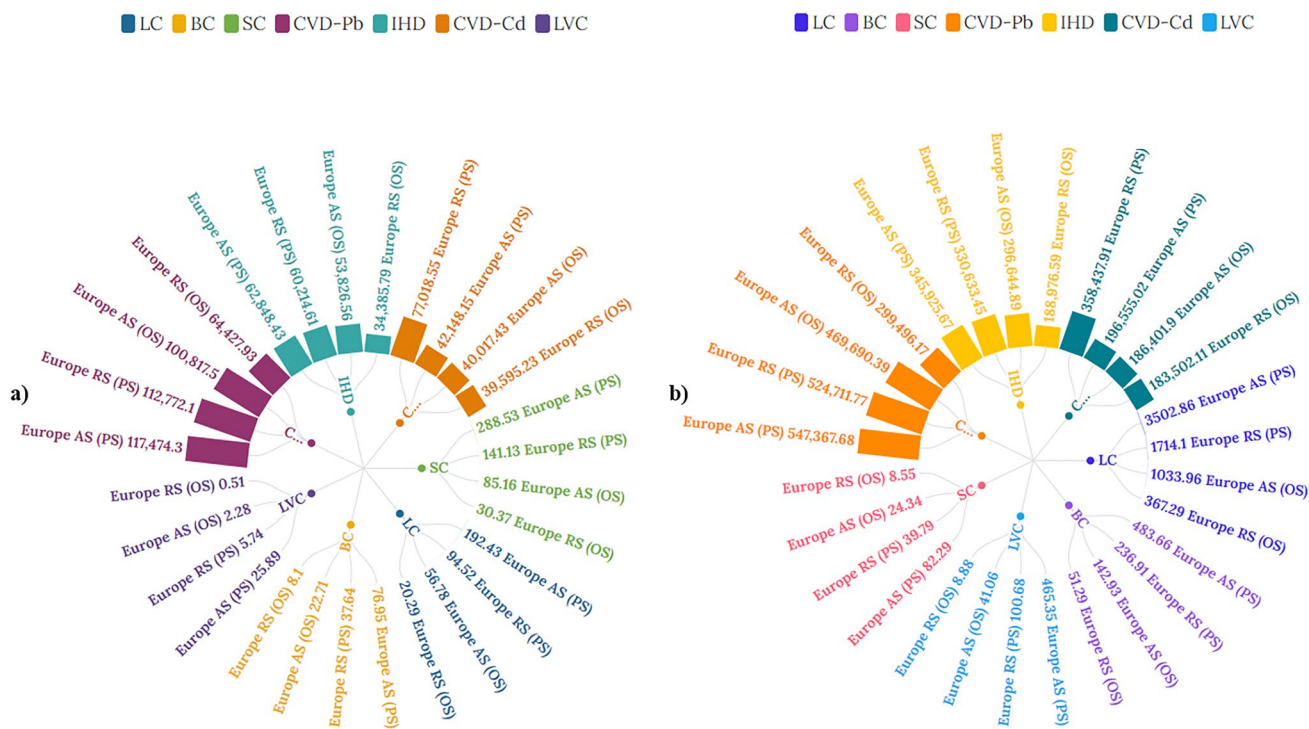 LC BC SC CVD-Pb IHD CVD-Cd LVC
a)
Europe AS (PS) 117,474.3
Europe RS (PS) 112,772.1
Europe AS (OS) 100,817.5
Europe RS (OS) 64,427.93
C...
Europe AS (PS) 62,848.43
Europe RS (PS) 60,214.61
Europe AS (OS) 53,826.56
34,385.79 Europe RS (OS)
IHD
77,018.55 Europe RS (PS)
42,148.15 Europe AS (PS)
40,017.43 Europe AS (OS)
39,595.23 Europe RS (OS)
C...
288.53 Europe AS (PS)
141.13 Europe RS (PS)
85.16 Europe AS (OS)
30.37 Europe RS (OS)
SC
192.43 Europe AS (PS)
94.52 Europe RS (PS)
56.78 Europe AS (OS)
20.29 Europe RS (OS)
LC
76.95 Europe AS (PS)
Europe RS (PS) 37.64
Europe AS (OS) 22.71
Europe RS (OS) 8.1
BC
Europe AS (PS) 25.89
Europe RS (PS) 5.74
Europe AS (OS) 2.28
Europe RS (OS) 0.51
LVC
LC BC SC CVD-Pb IHD CVD-Cd LVC
b)
Europe AS (PS) 547,367.68
Europe RS (PS) 524,711.77
Europe AS (OS) 469,690.39
Europe RS (OS) 299,496.17
C...
Europe AS (PS) 345,925.67
Europe RS (PS) 330,633.45
Europe AS (OS) 296,644.89
188,976.59 Europe RS (OS)
IHD
358,437.91 Europe RS (PS)
196,555.02 Europe AS (PS)
186,401.9 Europe AS (OS)
183,502.11 Europe RS (OS)
C...
3502.86 Europe AS (PS)
1714.1 Europe RS (PS)
1033.96 Europe AS (OS)
367.29 Europe RS (OS)
LC
483.66 Europe AS (PS)
236.91 Europe RS (PS)
142.93 Europe AS (OS)
51.29 Europe RS (OS)
BC
465.35 Europe AS (PS)
Europe RS (PS) 100.68
Europe AS (OS) 41.06
Europe RS (OS) 8.88
LVC
Europe AS (PS) 82.29
Europe RS (PS) 39.79
Europe AS (OS) 24.34
Europe RS (OS) 8.55
SC